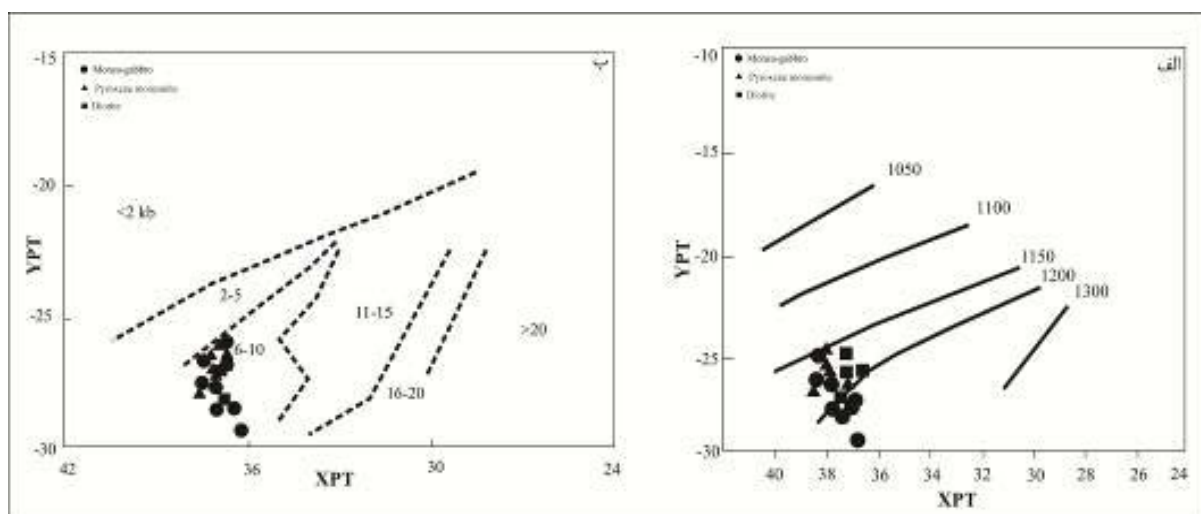 -15
-20
-25
-30
YPT
42
36
30
24
XPT
● Monzo-gabbro
▲ Pyroxene monzonite
■ Diorite
ب-
<2 kb
2-5
6-10
11-15
16-20
>20
-10
-15
-20
-25
-30
YPT
40
38
36
34
32
30
28
26
24
XPT
● Monzo-gabbro
▲ Pyroxene monzonite
■ Diorite
الف
1050
1100
1150
1200
1300